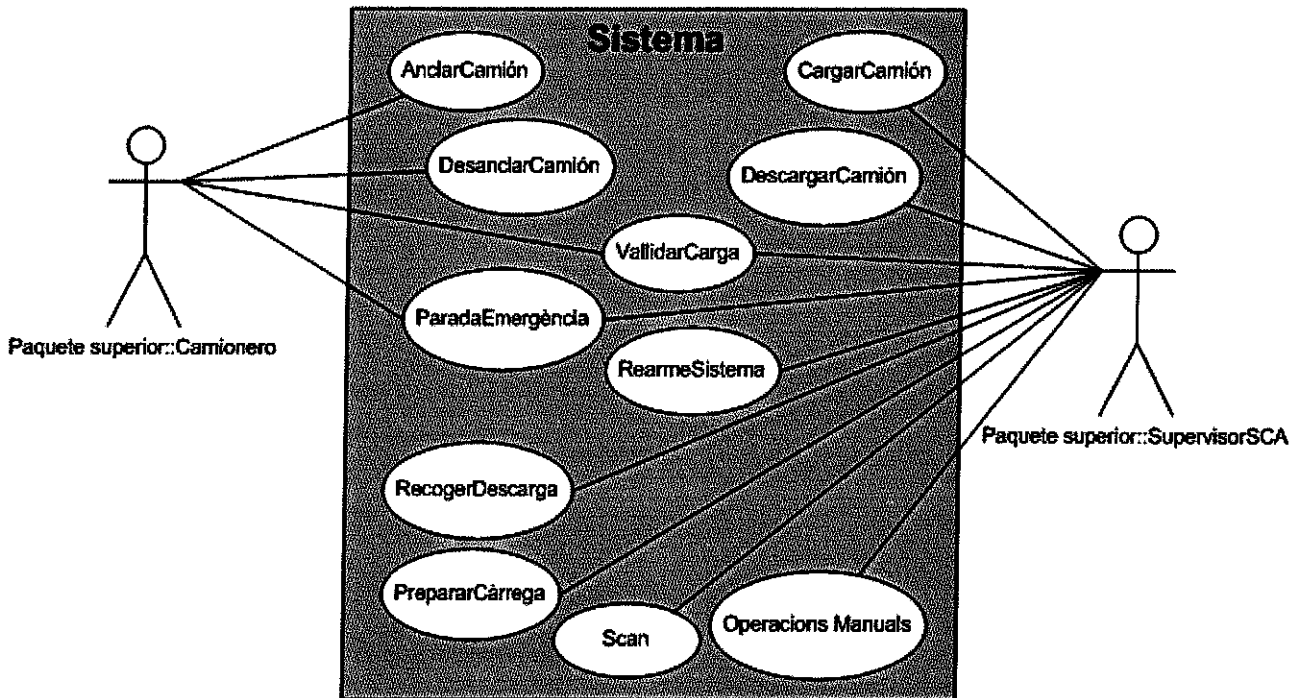 Sistema
AnclarCamión
CargarCamión
DesanclarCamión
DescargarCamión
VallidarCarga
ParadaEmergència
RearmeSistema
Paquete superior::Camionero
Paquete superior::SupervisorSCA
RecogerDescarga
PrepararCàrrega
Scan
Operacions Manuals